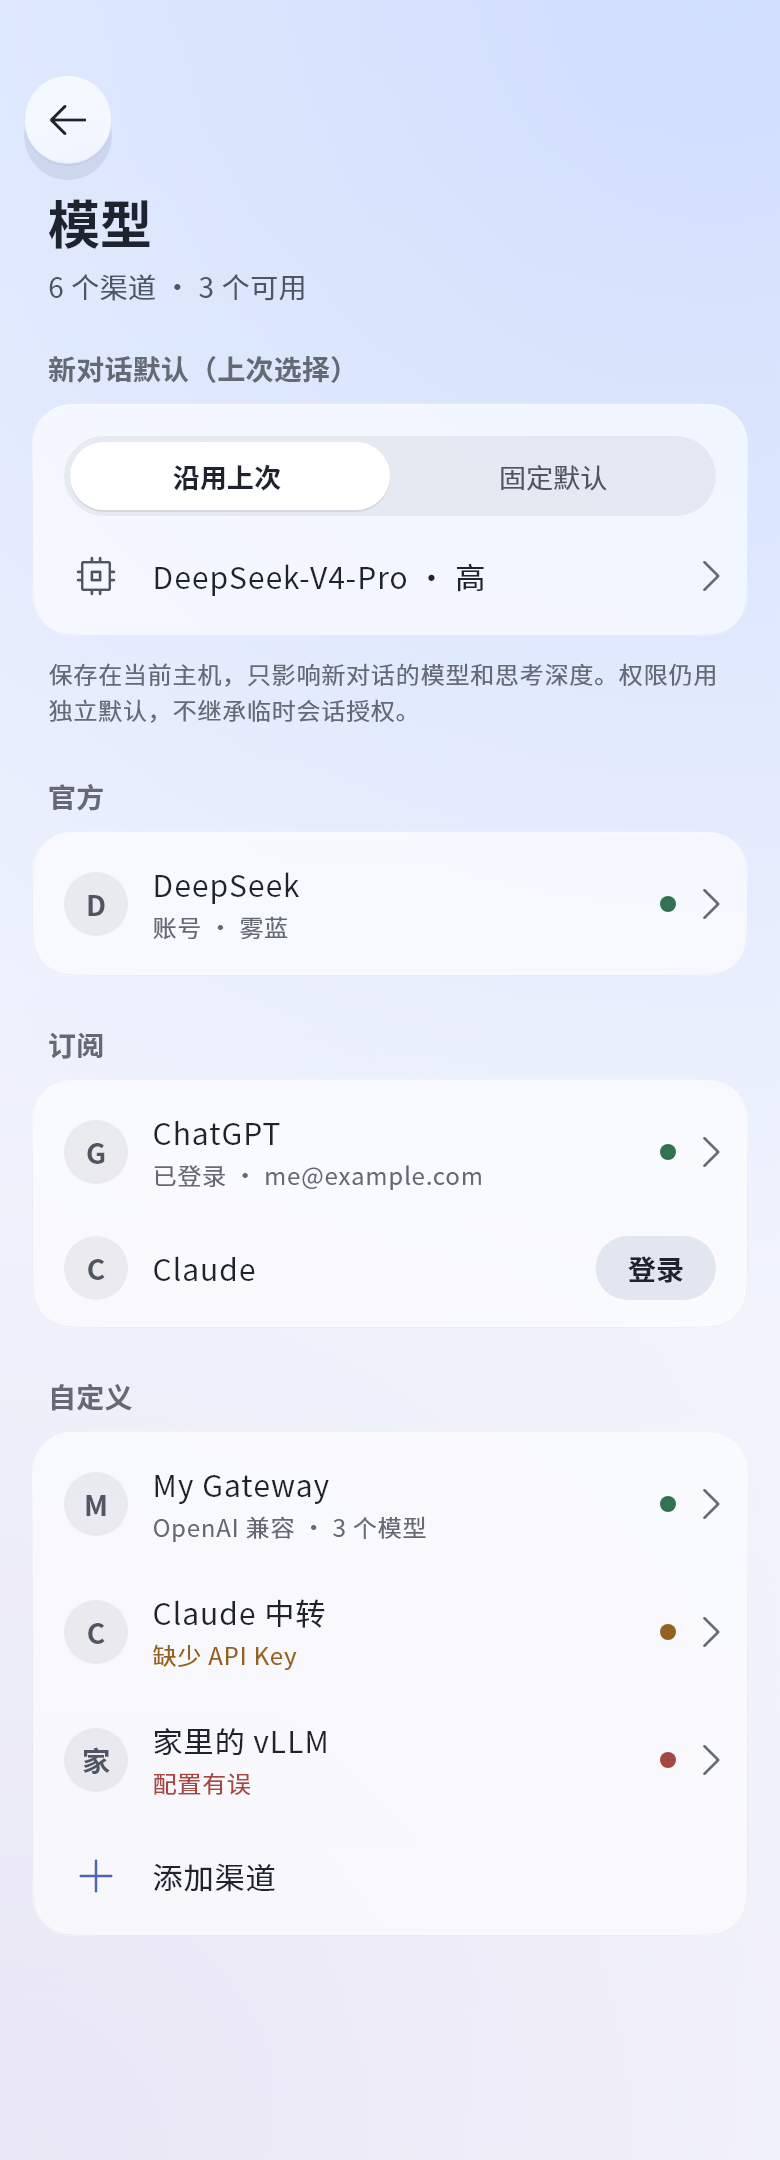 模型
6 个渠道 · 3 个可用
新对话默认（上次选择）
沿用上次
固定默认
DeepSeek-V4-Pro · 高
保存在当前主机，只影响新对话的模型和思考深度。权限仍用
独立默认，不继承临时会话授权。
官方
D
DeepSeek
账号 · 雾蓝
订阅
G
ChatGPT
已登录 · me@example.com
C
Claude
登录
自定义
M
My Gateway
OpenAI 兼容 · 3 个模型
C
Claude 中转
缺少 API Key
家
家里的 vLLM
配置有误
添加渠道